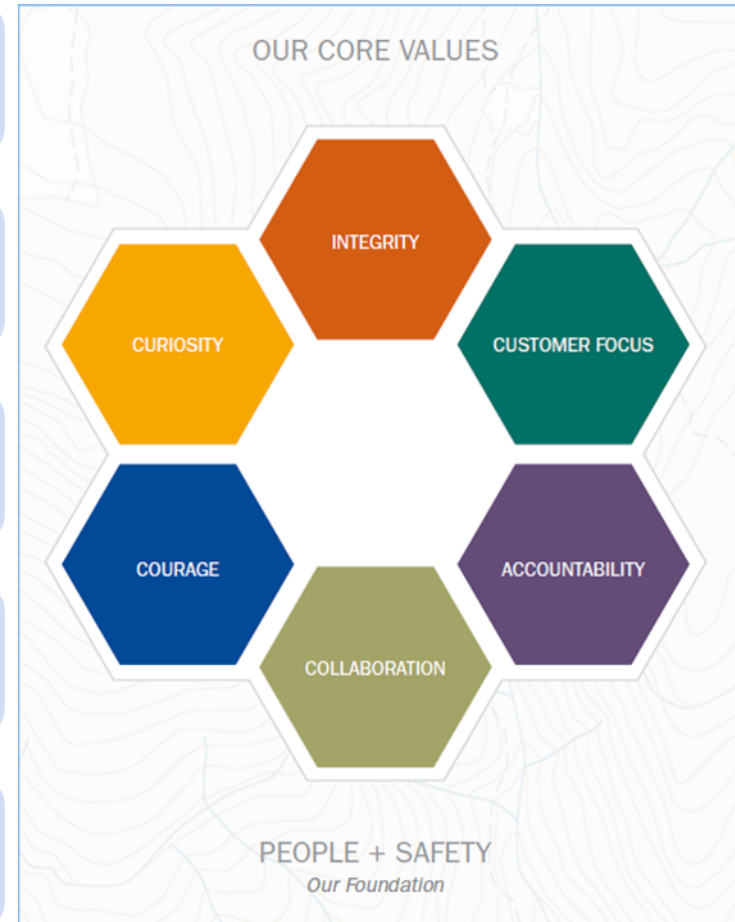 OUR CORE VALUES
INTEGRITY
CURIOSITY
CUSTOMER FOCUS
COURAGE
ACCOUNTABILITY
COLLABORATION
PEOPLE + SAFETY
Our Foundation